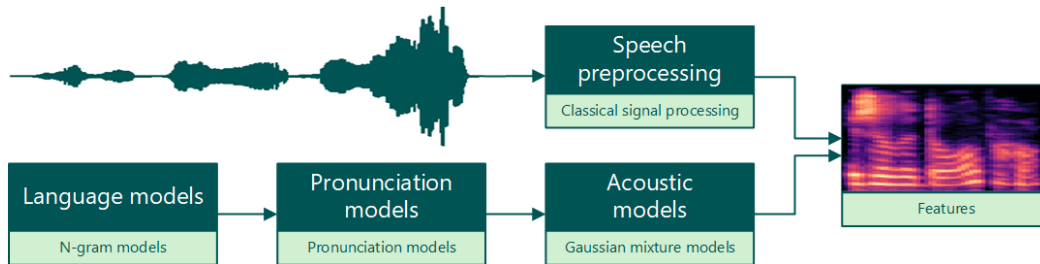 Speech
preprocessing
Classical signal processing
Language models
N-gram models
Pronunciation
models
Pronunciation models
Acoustic
models
Gaussian mixture models
Features